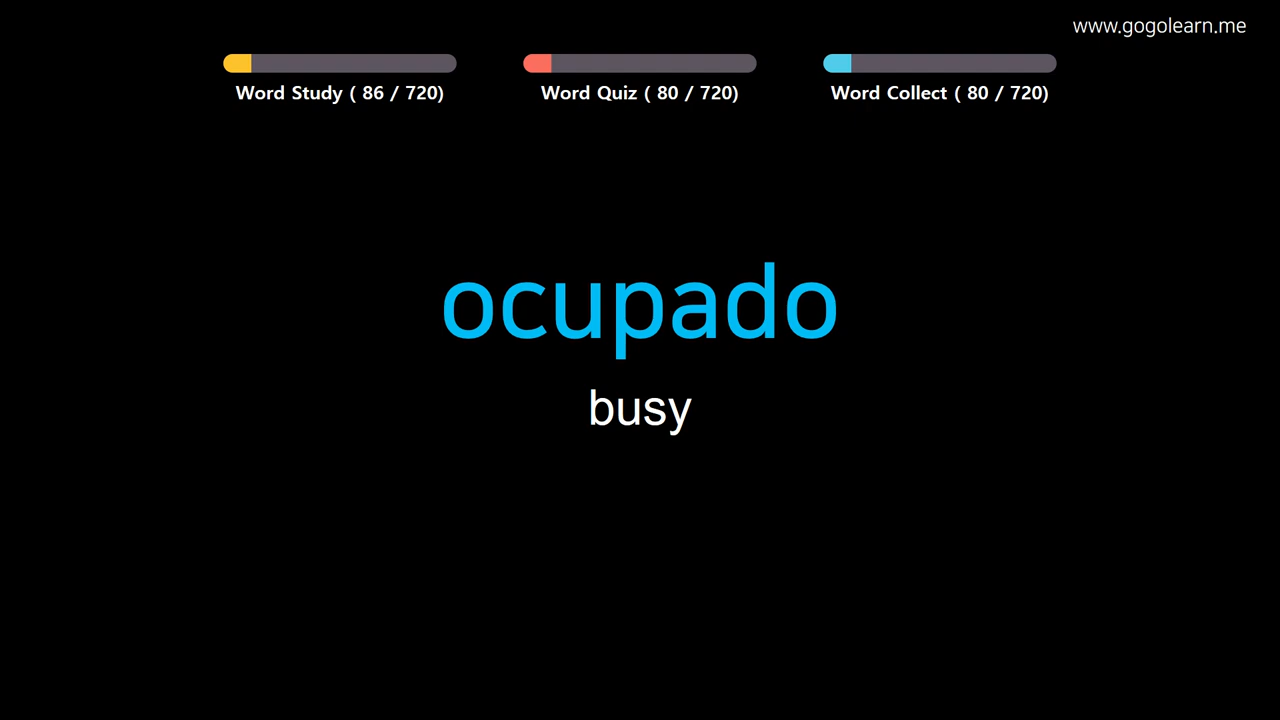 www.gogolearn.me
Word Study ( 86 / 720)
Word Quiz ( 80 / 720)
Word Collect ( 80 / 720)
ocupado
busy